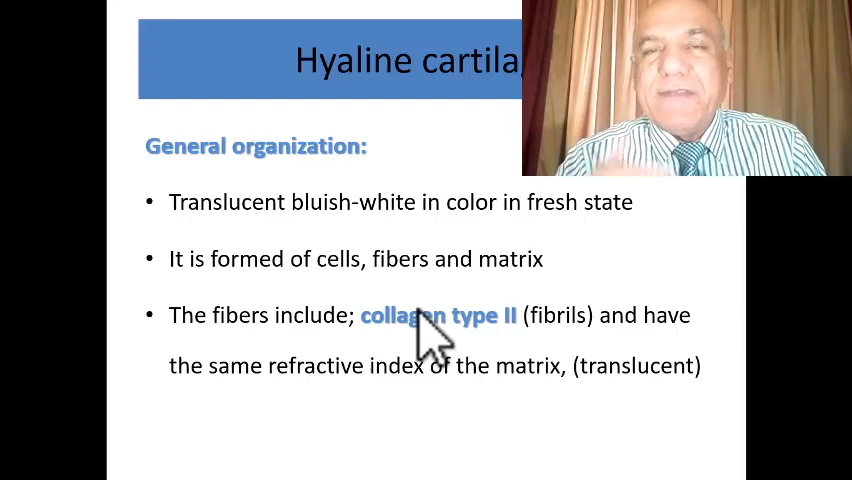 Hyaline cartila
General organization:
• Translucent bluish-white in color in fresh state
• It is formed of cells, fibers and matrix
• The fibers include; collagen type II (fibrils) and have
the same refractive index of the matrix, (translucent)